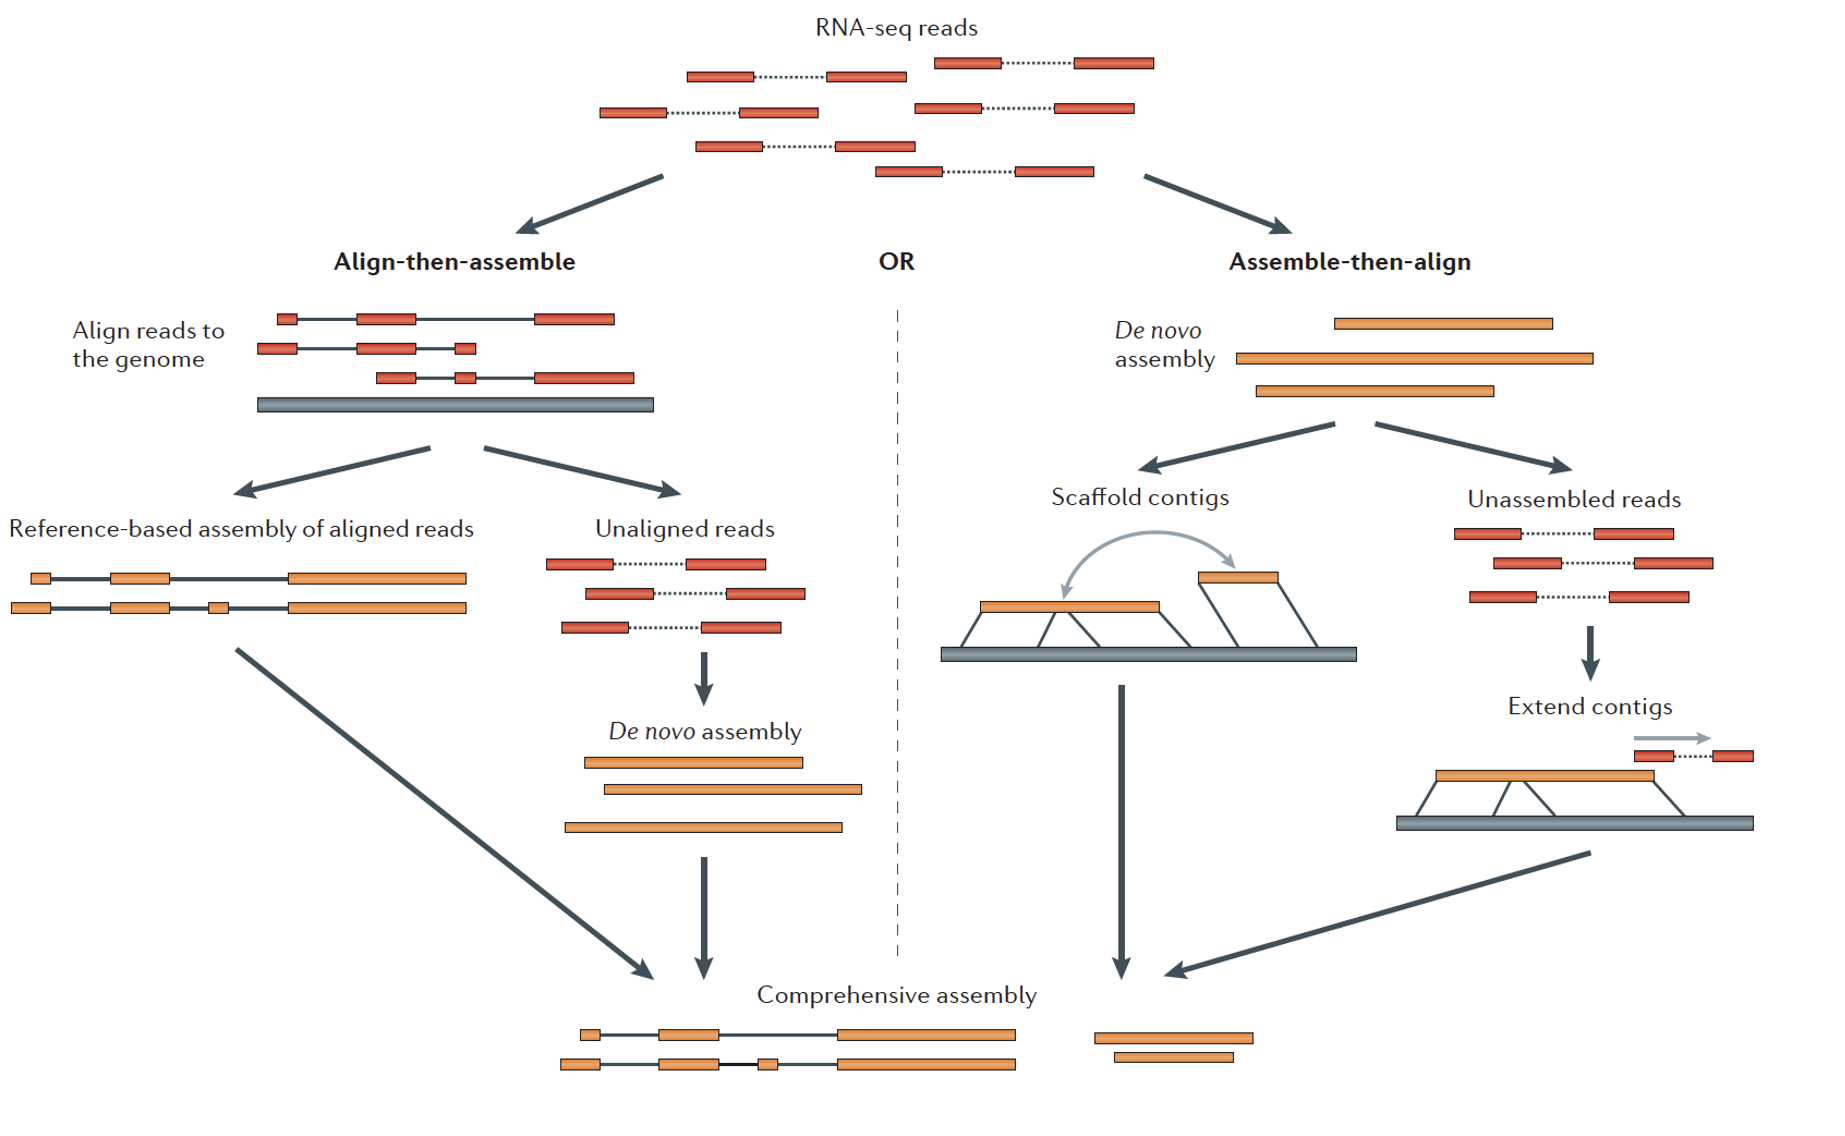 RNA-seq reads
Align-then-assemble
OR
Assemble-then-align
Align reads to
the genome
De novo
assembly
Reference-based assembly of aligned reads
Unaligned reads
Scaffold contigs
Unassembled reads
De novo assembly
Extend contigs
Comprehensive assembly